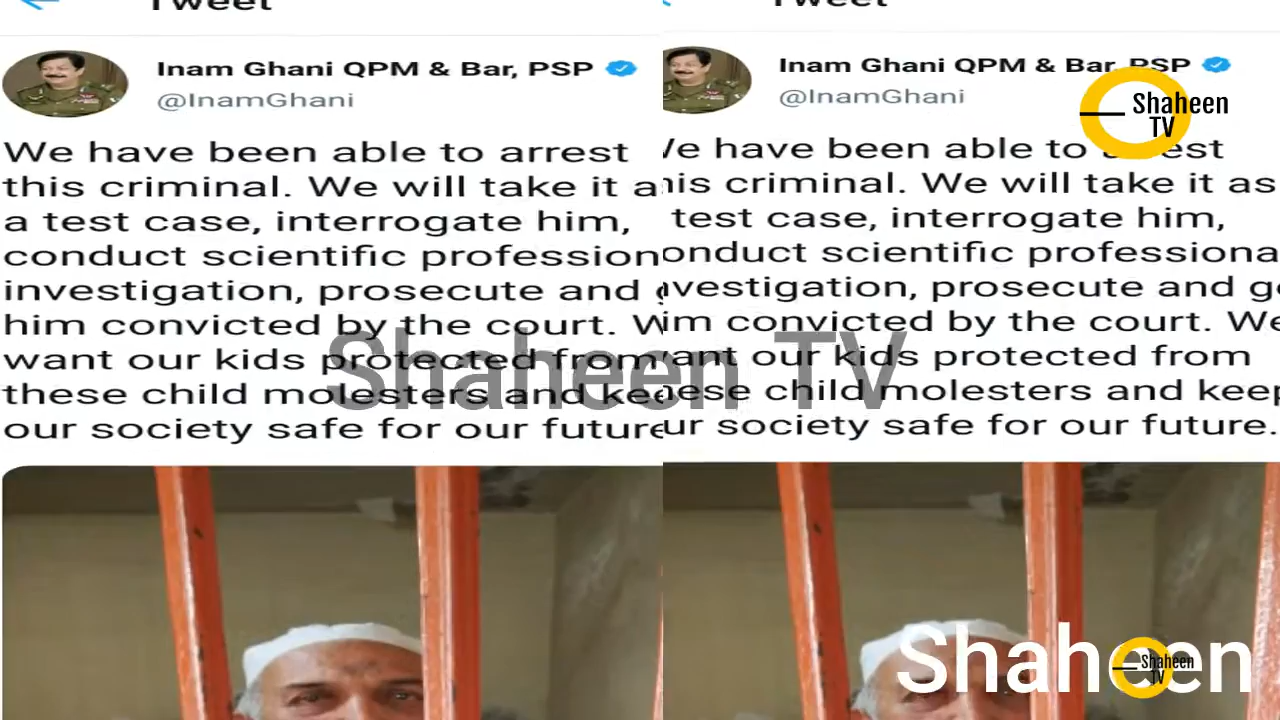 Tweet
Inam Ghani QPM & Bar, PSP
@InamGhani
We have been able to arrest
this criminal. We will take it a
a test case, interrogate him,
conduct scientific profession
investigation, prosecute and
him convicted by the court. W
want our kids protected from
these child molesters and kee
our society safe for our future
Tweet
Inam Ghani QPM & Bar, PSP
@InamGhani
We have been able to arrest
his criminal. We will take it as
test case, interrogate him,
onduct scientific professiona
nvestigation, prosecute and ge
im convicted by the court. We
ant our kids protected from
hese child molesters and keep
ur society safe for our future.
Shaheen
TV
Shaheen TV
Shaheen
Shaheen
TV